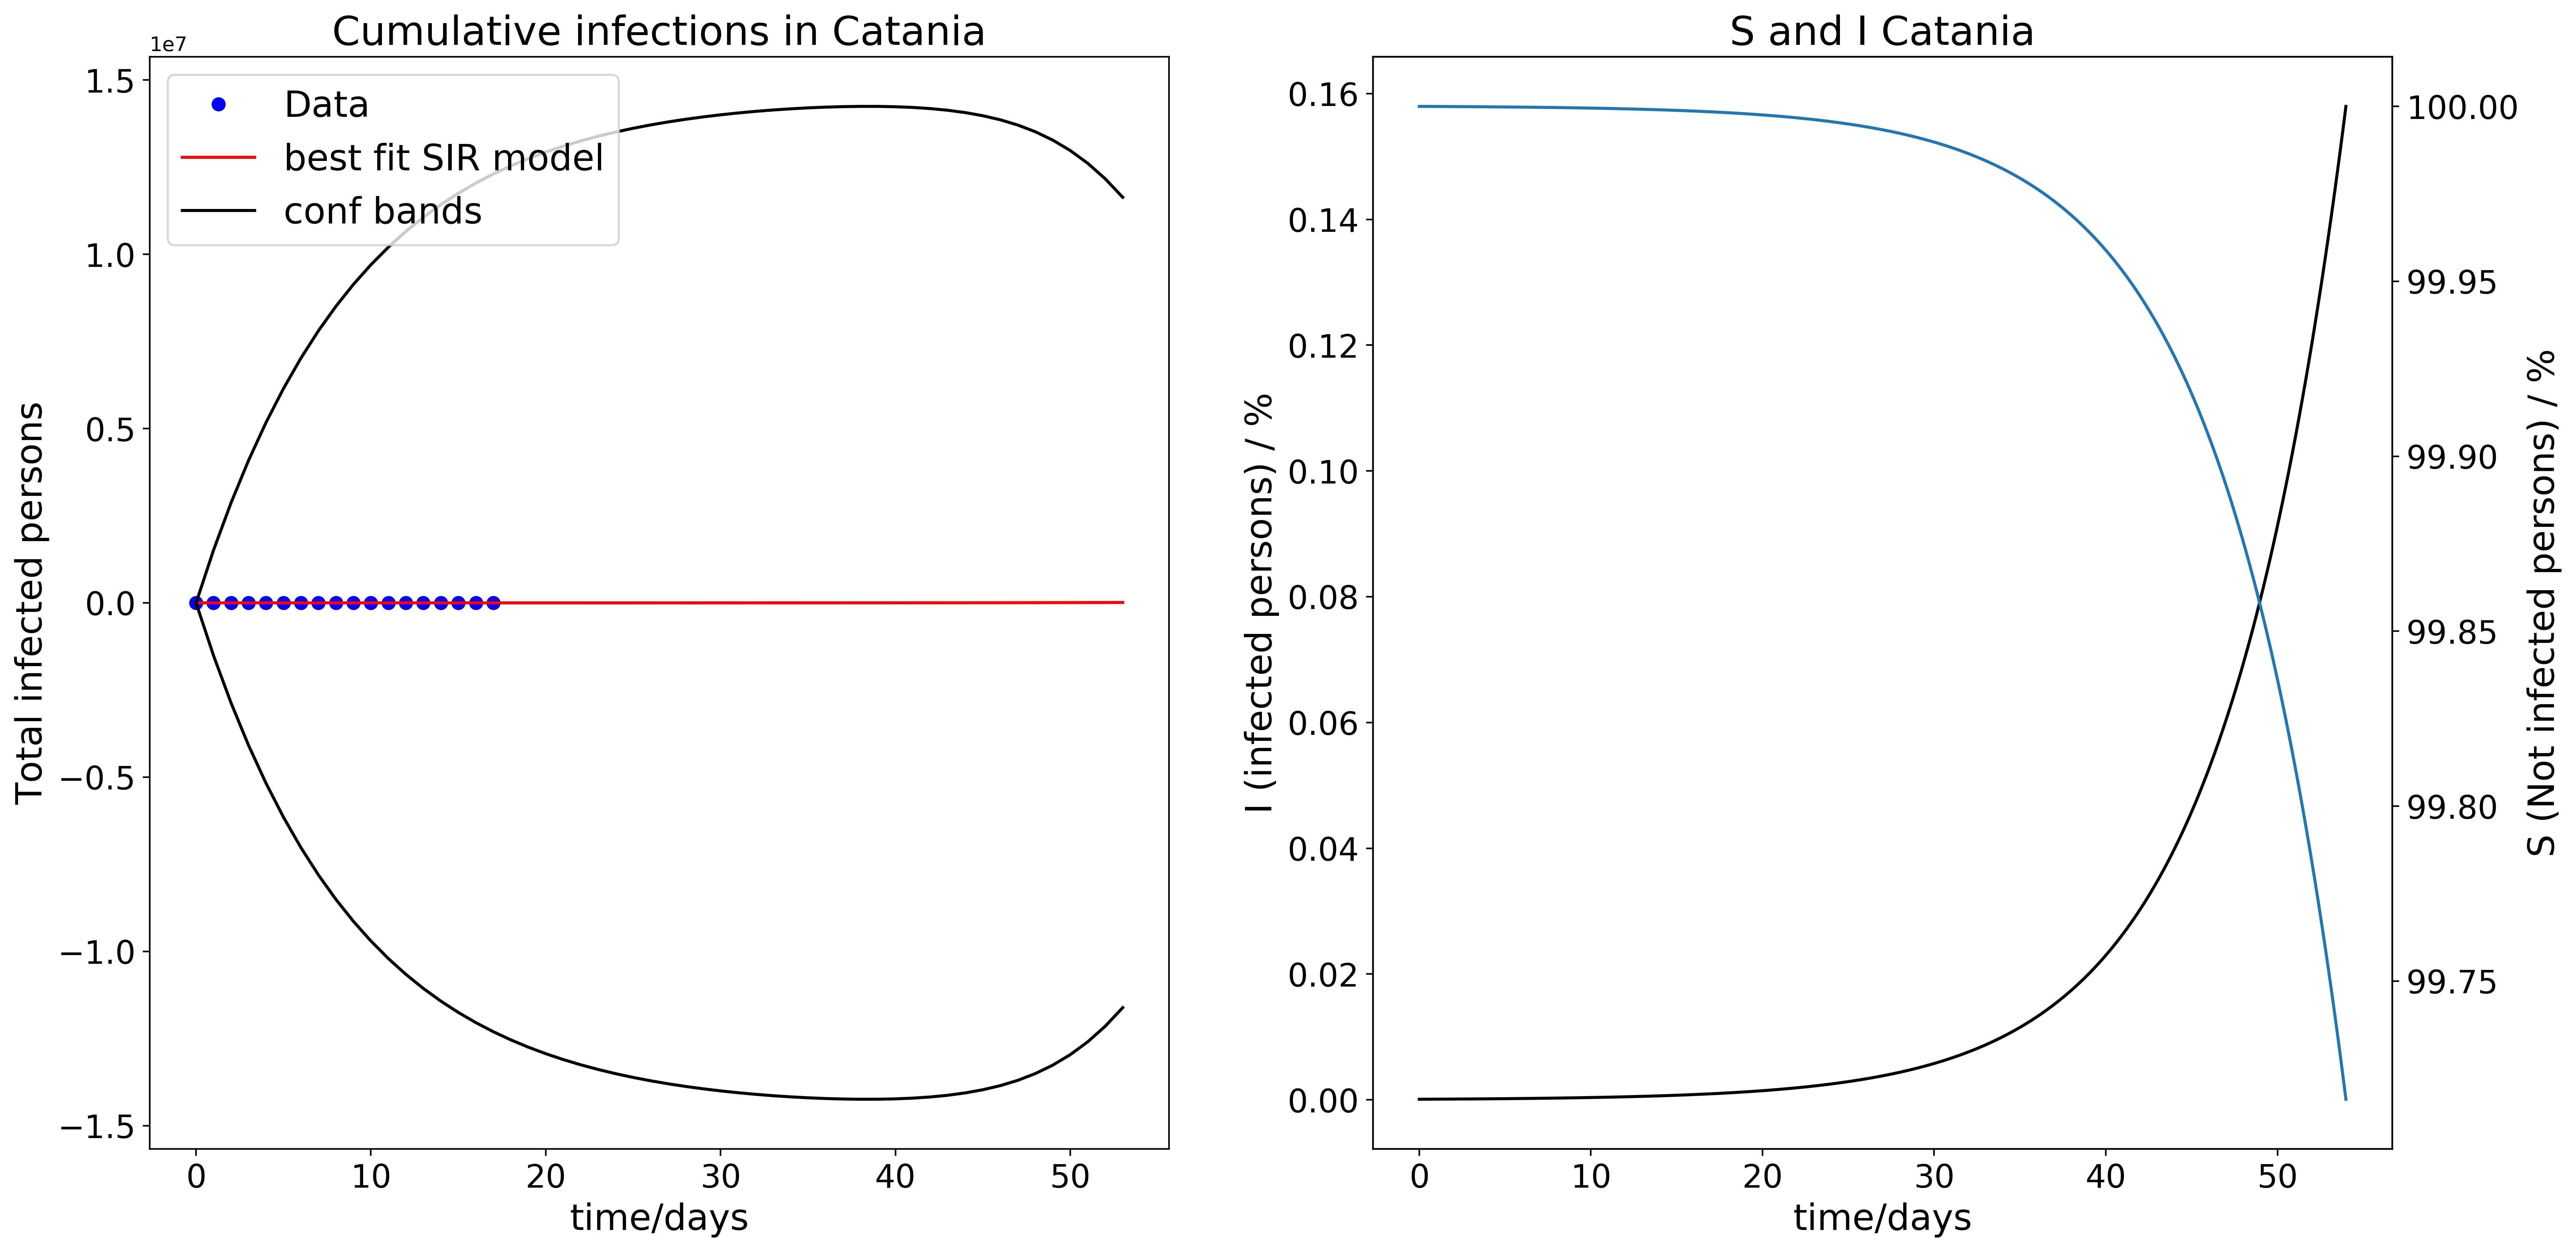 Cumulative infections in Catania
1e7
1.5
1.0
0.5
0.0
−0.5
−1.0
−1.5
Total infected persons
Data
best fit SIR model
conf bands
0 10 20 30 40 50
time/days
S and I Catania
0.16
0.14
0.12
0.10
0.08
0.06
0.04
0.02
0.00
I (infected persons) / %
100.00
99.95
99.90
99.85
99.80
99.75
S (Not infected persons) / %
0 10 20 30 40 50
time/days